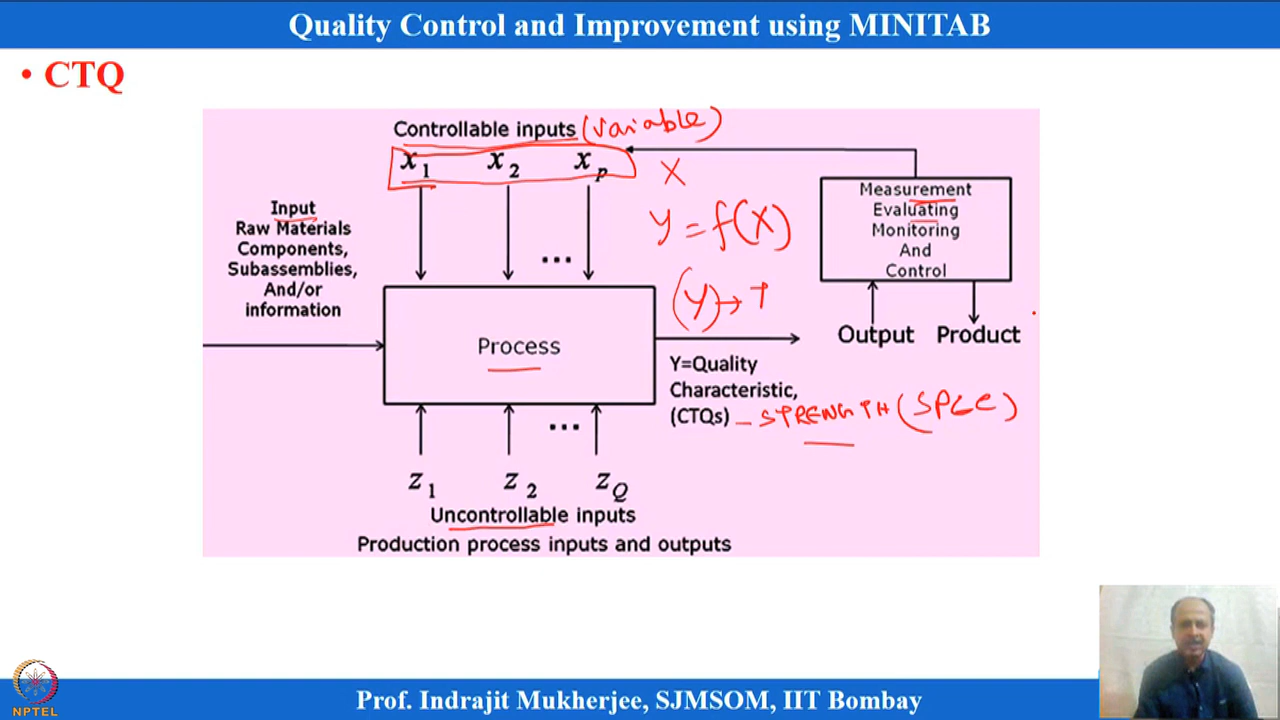 Quality Control and Improvement using MINITAB
• CTQ
Controllable inputs (variable)
x1 x2 xp
X
y = f(X)
(y) → T
Input
Raw Materials
Components,
Subassemblies,
And/or
information
...
Process
Measurement
Evaluating
Monitoring
And
Control
Output Product
Y=Quality
Characteristic,
(CTQs) – STRENGTH (SPEC)
...
z1 z2 zQ
Uncontrollable inputs
Production process inputs and outputs
NPTEL
Prof. Indrajit Mukherjee, SJMSOM, IIT Bombay